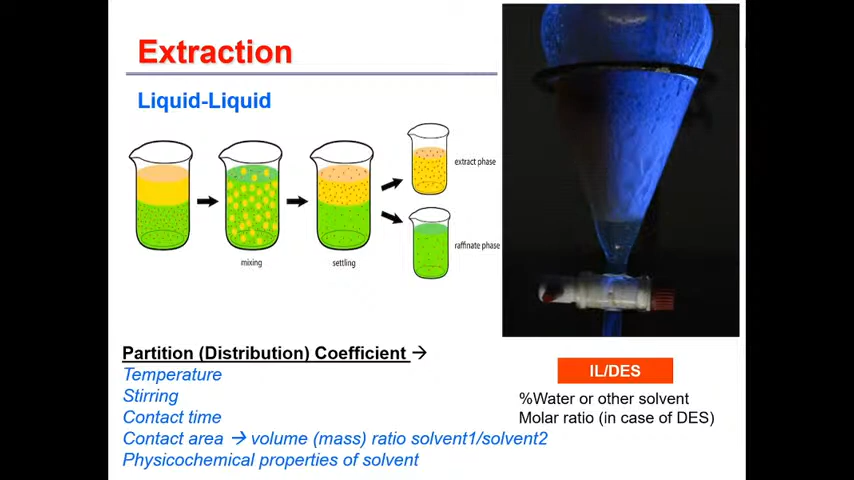 Extraction
Liquid-Liquid
extract phase
raffinate phase
mixing
settling
Partition (Distribution) Coefficient →
Temperature
Stirring
Contact time
Contact area → volume (mass) ratio solvent1/solvent2
Physicochemical properties of solvent
IL/DES
%Water or other solvent
Molar ratio (in case of DES)